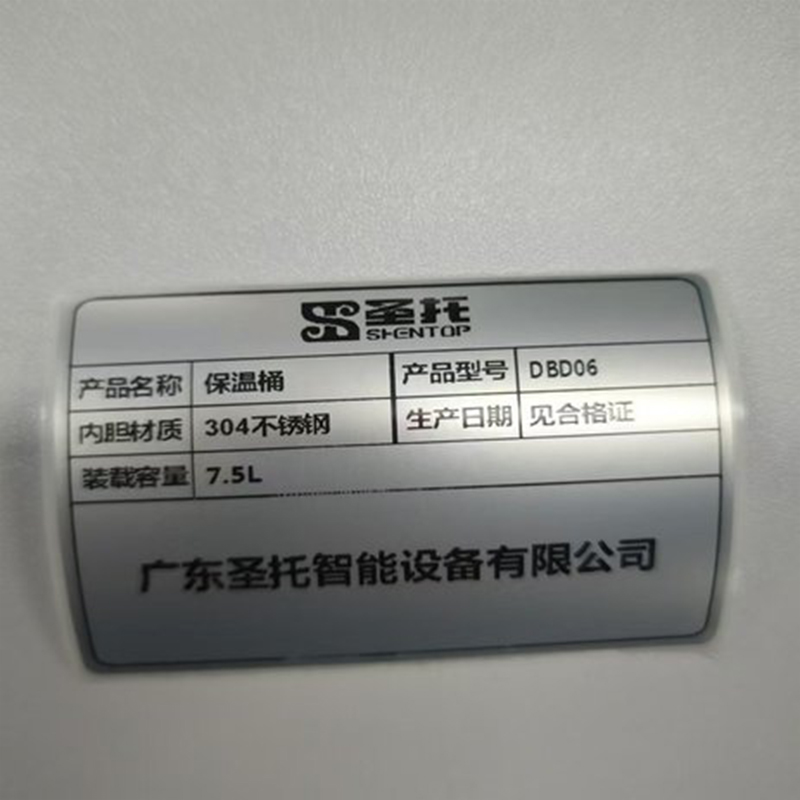 圣托
SHENTOP
产品名称 保温桶 产品型号 DBD06
内胆材质 304不锈钢 生产日期 见合格证
装载容量 7.5L
广东圣托智能设备有限公司